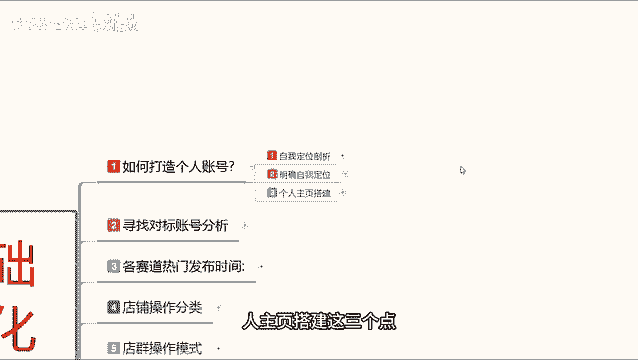 1 如何打造个人账号?
1 自我定位剖析
2 明确自我定位
3 个人主页搭建
2 寻找对标账号分析
3 各赛道热门发布时间:
4 店铺操作分类
5 店群操作模式
础
化
人主页搭建这三个点